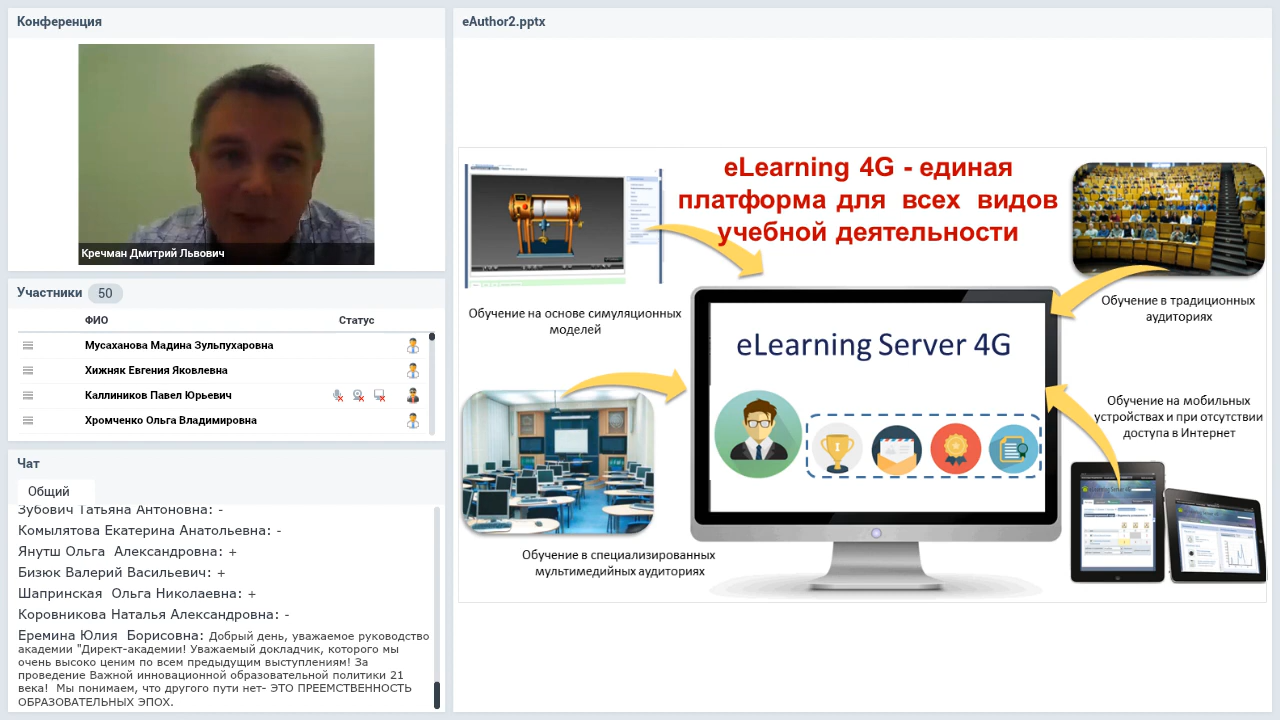 Конференция
Кречман Дмитрий Львович
Участники 50
ФИО Статус
Мусаханова Мадина Зульпухаровна
Хижняк Евгения Яковлевна
Каллиников Павел Юрьевич
Хромченко Ольга Владимировна
Чат
Общий
Зубович Татьяна Антоновна: -
Комылятова Екатерина Анатольевна: -
Янутш Ольга Александровна: +
Бизюк Валерий Васильевич: +
Шапринская Ольга Николаевна: +
Коровникова Наталья Александровна: -
Еремина Юлия Борисовна: Добрый день, уважаемое руководство
академии "Директ-академии! Уважаемый докладчик, которого мы
очень высоко ценим по всем предыдущим выступлениям! За
проведение Важной инновационной образовательной политики 21
века! Мы понимаем, что другого пути нет- ЭТО ПРЕЕМСТВЕННОСТЬ
ОБРАЗОВАТЕЛЬНЫХ ЭПОХ.
eAuthor2.pptx
eLearning 4G - единая
платформа для всех видов
учебной деятельности
Обучение на основе симуляционных
моделей
Обучение в традиционных
аудиториях
eLearning Server 4G
Обучение на мобильных
устройствах и при отсутствии
доступа в Интернет
Обучение в специализированных
мультимедийных аудиториях